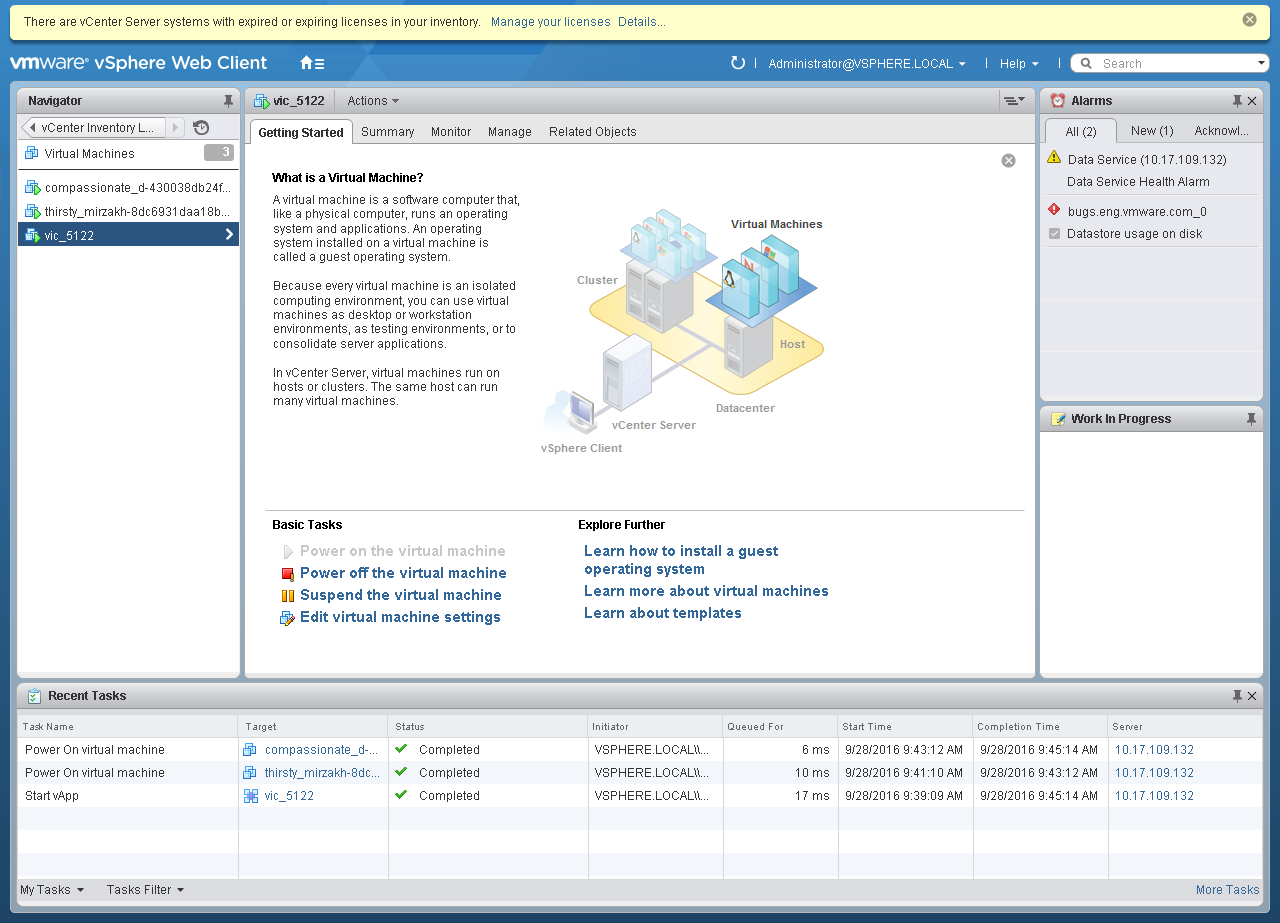 There are vCenter Server systems with expired or expiring licenses in your inventory. Manage your licenses Details...
vmware® vSphere Web Client
Administrator@VSPHERE.LOCAL
Help
Search
Navigator
vCenter Inventory L...
Virtual Machines 3
compassionate_d-430038db24f...
thirsty_mirzakh-8dc6931daa18b...
vic_5122
vic_5122 Actions
Getting Started Summary Monitor Manage Related Objects
What is a Virtual Machine?
A virtual machine is a software computer that,
like a physical computer, runs an operating
system and applications. An operating
system installed on a virtual machine is
called a guest operating system.
Because every virtual machine is an isolated
computing environment, you can use virtual
machines as desktop or workstation
environments, as testing environments, or to
consolidate server applications.
In vCenter Server, virtual machines run on
hosts or clusters. The same host can run
many virtual machines.
Virtual Machines
Cluster
Host
Datacenter
vCenter Server
vSphere Client
Basic Tasks
Power on the virtual machine
Power off the virtual machine
Suspend the virtual machine
Edit virtual machine settings
Explore Further
Learn how to install a guest
operating system
Learn more about virtual machines
Learn about templates
Alarms
All (2) New (1) Acknowl...
Data Service (10.17.109.132)
Data Service Health Alarm
bugs.eng.vmware.com_0
Datastore usage on disk
Work In Progress
Recent Tasks
Task Name Target Status Initiator Queued For Start Time Completion Time Server
Power On virtual machine compassionate_d-... Completed VSPHERE.LOCAL\\... 6 ms 9/28/2016 9:43:12 AM 9/28/2016 9:45:14 AM 10.17.109.132
Power On virtual machine thirsty_mirzakh-8dc... Completed VSPHERE.LOCAL\\... 10 ms 9/28/2016 9:41:10 AM 9/28/2016 9:43:12 AM 10.17.109.132
Start vApp vic_5122 Completed VSPHERE.LOCAL\\... 17 ms 9/28/2016 9:39:09 AM 9/28/2016 9:45:14 AM 10.17.109.132
My Tasks Tasks Filter More Tasks